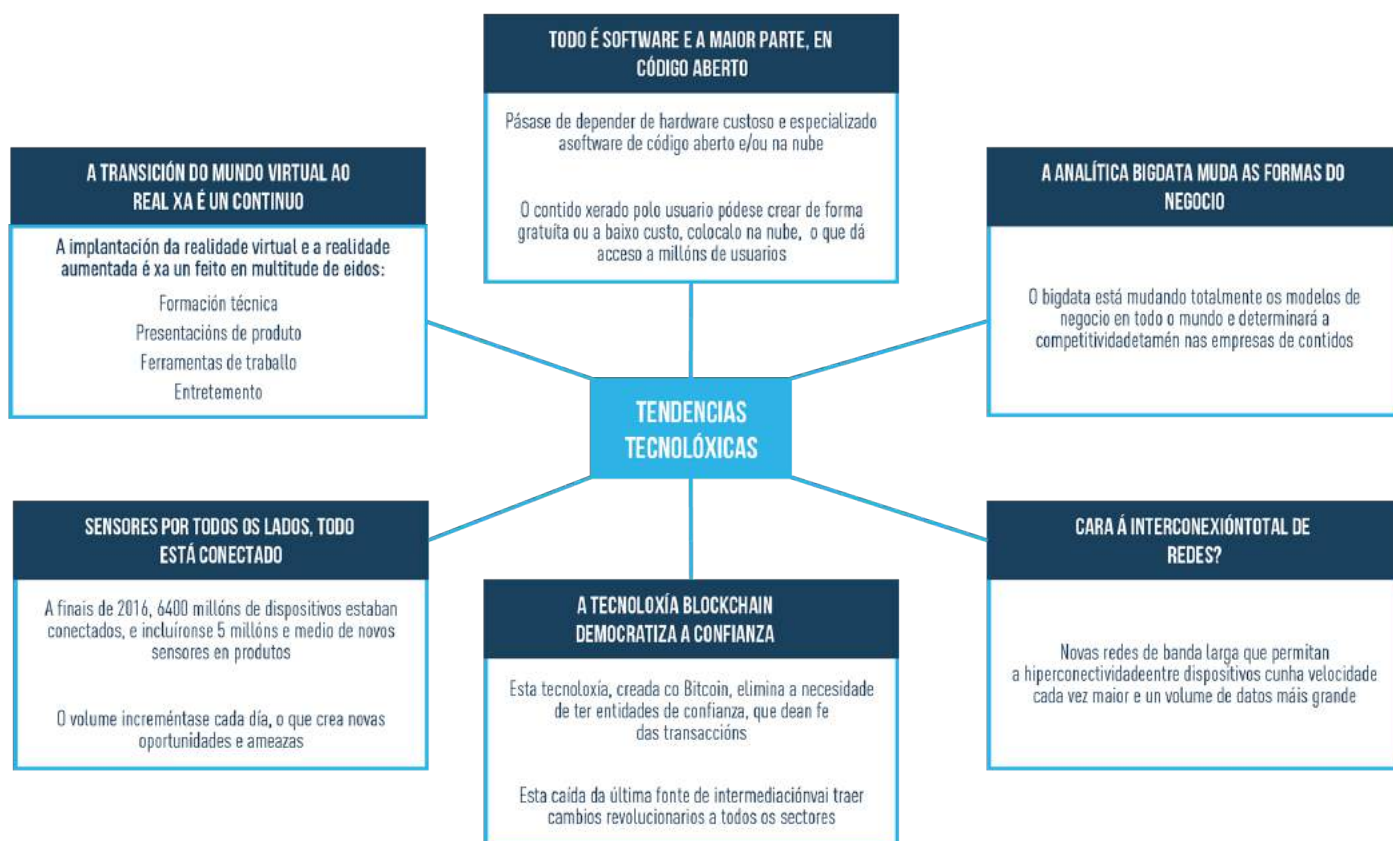 TODO É SOFTWARE E A MAIOR PARTE, EN
CÓDIGO ABERTO
Pásase de depender de hardware custoso e especializado
asoftware de código aberto e/ou na nube
O contido xerado polo usuario pódese crear de forma
gratuíta ou a baixo custo, colocalo na nube, o que dá
acceso a millóns de usuarios
A TRANSICIÓN DO MUNDO VIRTUAL AO
REAL XA É UN CONTINUO
A implantación da realidade virtual e a realidade
aumentada é xa un feito en multitude de eidos:
Formación técnica
Presentacións de produto
Ferramentas de traballo
Entretemento
A ANALÍTICA BIGDATA MUDA AS FORMAS DO
NEGOCIO
O bigdata está mudando totalmente os modelos de
negocio en todo o mundo e determinará a
competitividadetamén nas empresas de contidos
TENDENCIAS
TECNOLÓXICAS
SENSORES POR TODOS OS LADOS, TODO
ESTÁ CONECTADO
A finais de 2016, 6400 millóns de dispositivos estaban
conectados, e incluíronse 5 millóns e medio de novos
sensores en produtos
O volume increméntase cada día, o que crea novas
oportunidades e ameazas
A TECNOLOXÍA BLOCKCHAIN
DEMOCRATIZA A CONFIANZA
Esta tecnoloxía, creada co Bitcoin, elimina a necesidade
de ter entidades de confianza, que dean fe
das transaccións
Esta caída da última fonte de intermediaciónvai traer
cambios revolucionarios a todos os sectores
CARA Á INTERCONEXIÓNTOTAL DE
REDES?
Novas redes de banda larga que permitan
a hiperconectividadeentre dispositivos cunha velocidade
cada vez maior e un volume de datos máis grande